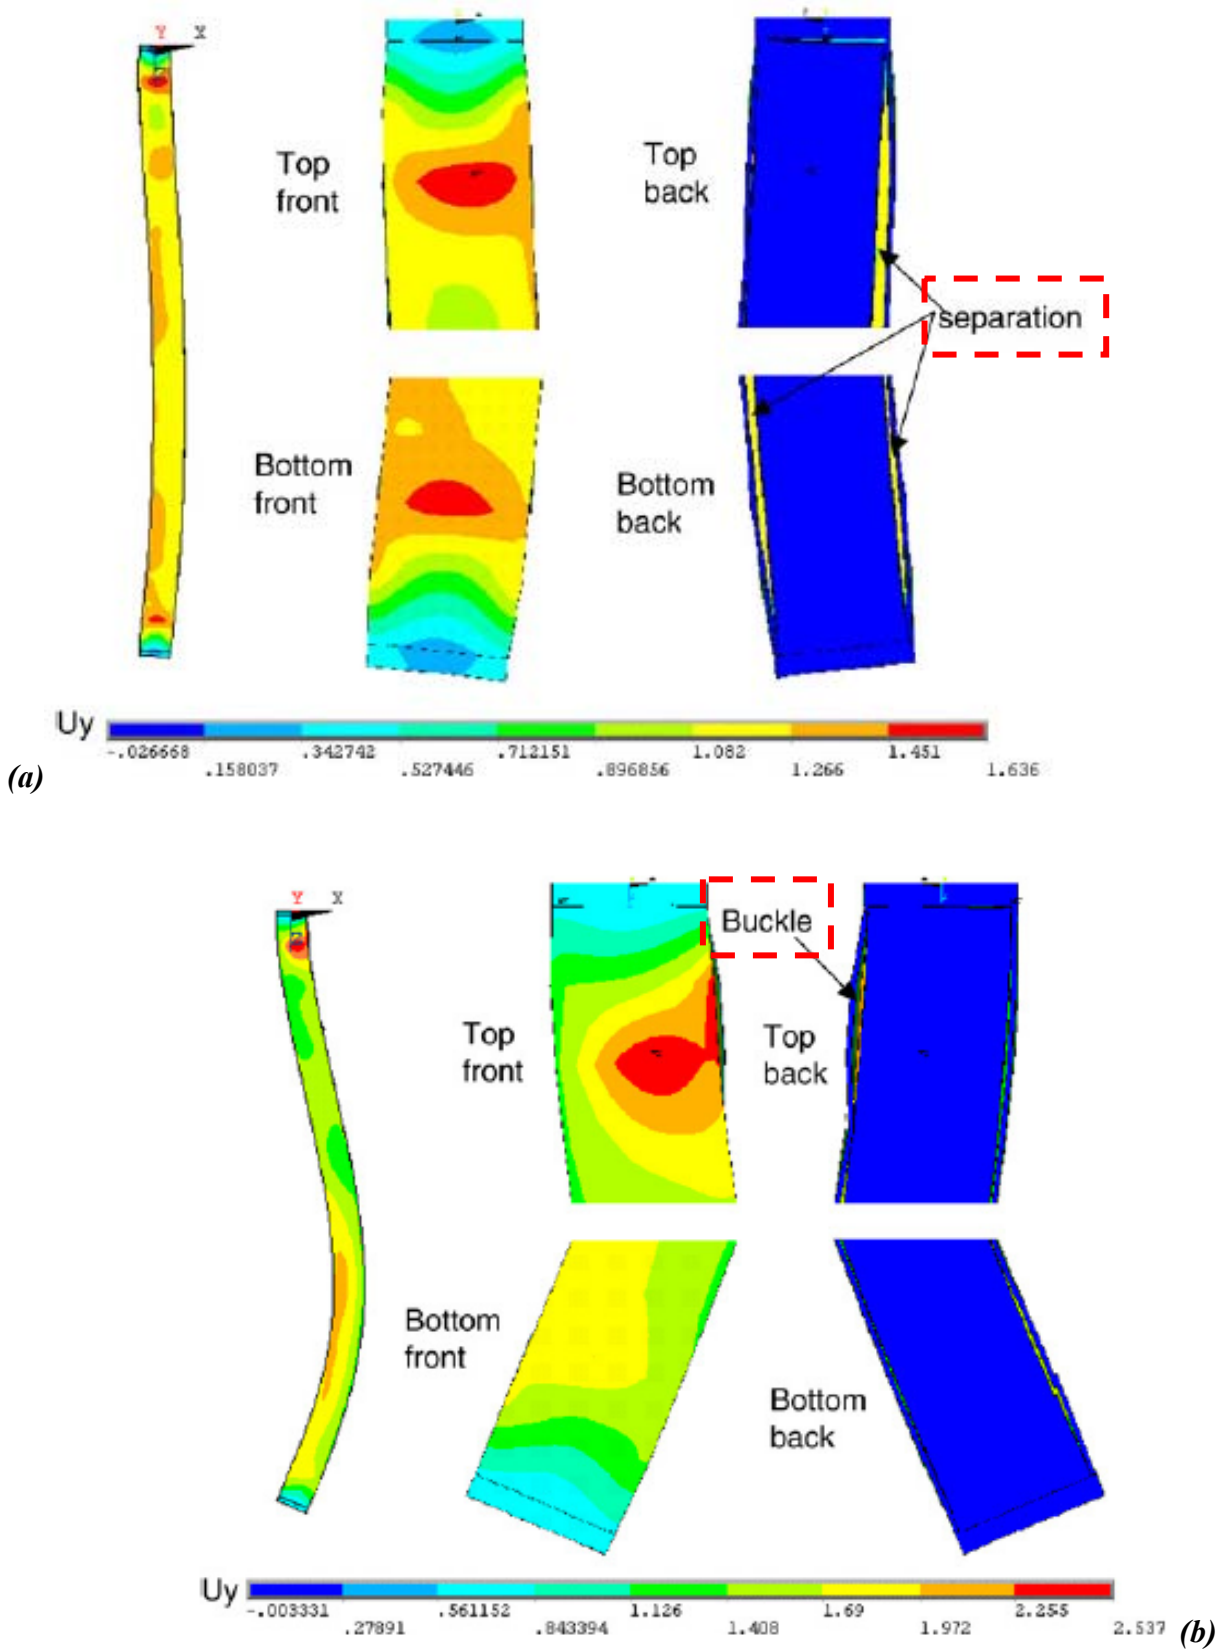 Y X
Top
front
Top
back
separation
Bottom
front
Bottom
back
Uy
-.026668 .342742 .712151 1.082 1.451
.158037 .527446 .896856 1.266 1.636
(a)
Y X
Buckle
Top
front
Top
back
Bottom
front
Bottom
back
Uy
-.003331 .561152 1.126 1.69 2.255
.27891 .843394 1.408 1.972 2.537
(b)